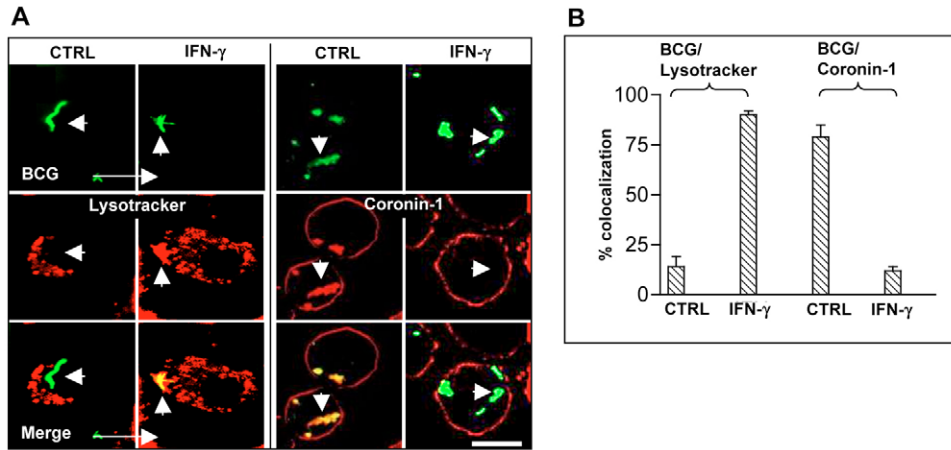 A
CTRL IFN-γ CTRL IFN-γ
BCG
Lysotracker Coronin-1
Merge
B
BCG/ BCG/
Lysotracker Coronin-1
100
75
50
25
0
% colocalization
CTRL IFN-γ CTRL IFN-γ